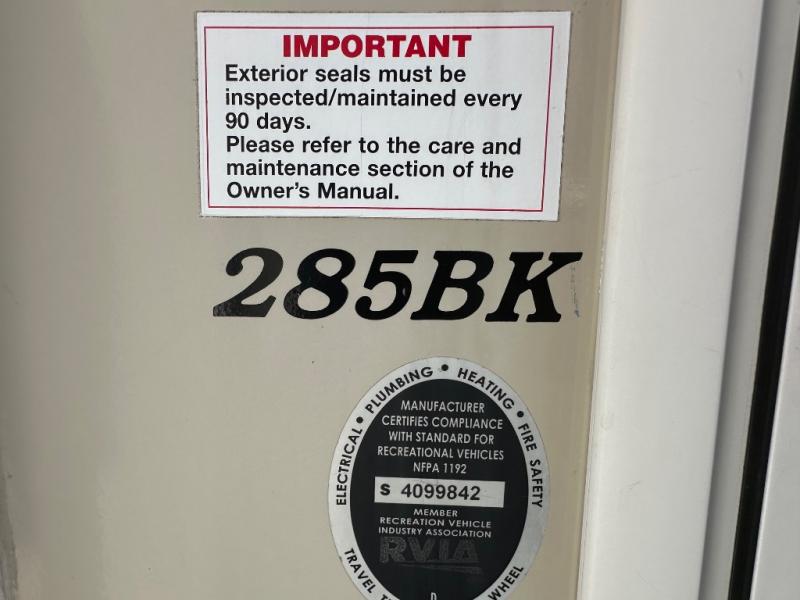 IMPORTANT
Exterior seals must be
inspected/maintained every
90 days.
Please refer to the care and
maintenance section of the
Owner's Manual.
285BK
ELECTRICAL • PLUMBING • HEATING • FIRE SAFETY
MANUFACTURER
CERTIFIES COMPLIANCE
WITH STANDARD FOR
RECREATIONAL VEHICLES
NFPA 1192
S 4099842
MEMBER
RECREATION VEHICLE
INDUSTRY ASSOCIATION
RVIA
TRAVEL
WHEEL